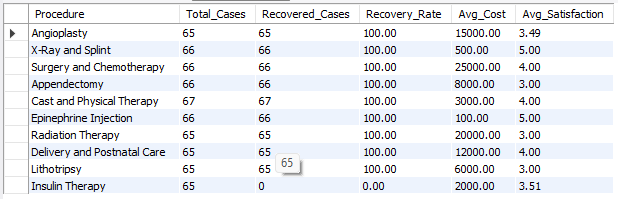 Procedure Total_Cases Recovered_Cases Recovery_Rate Avg_Cost Avg_Satisfaction
Angioplasty 65 65 100.00 15000.00 3.49
X-Ray and Splint 66 66 100.00 500.00 5.00
Surgery and Chemotherapy 66 66 100.00 25000.00 4.00
Appendectomy 66 66 100.00 8000.00 3.00
Cast and Physical Therapy 67 67 100.00 3000.00 4.00
Epinephrine Injection 66 66 100.00 100.00 5.00
Radiation Therapy 65 65 100.00 20000.00 3.00
Delivery and Postnatal Care 65 65 100.00 12000.00 4.00
65
Lithotripsy 65 65 100.00 6000.00 3.00
Insulin Therapy 65 0 0.00 2000.00 3.51